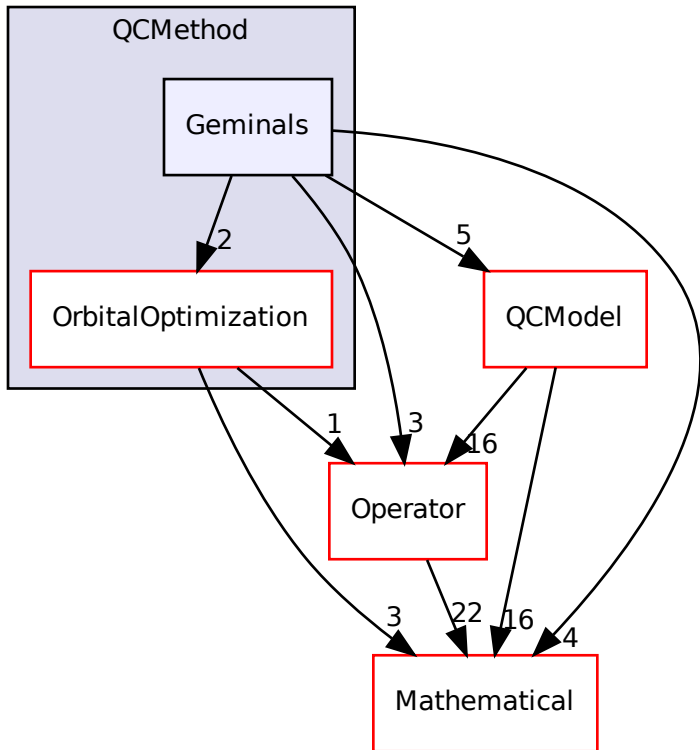 QCMethod
Geminals
2
5
OrbitalOptimization
QCModel
1
3
16
Operator
3
22
16
4
Mathematical